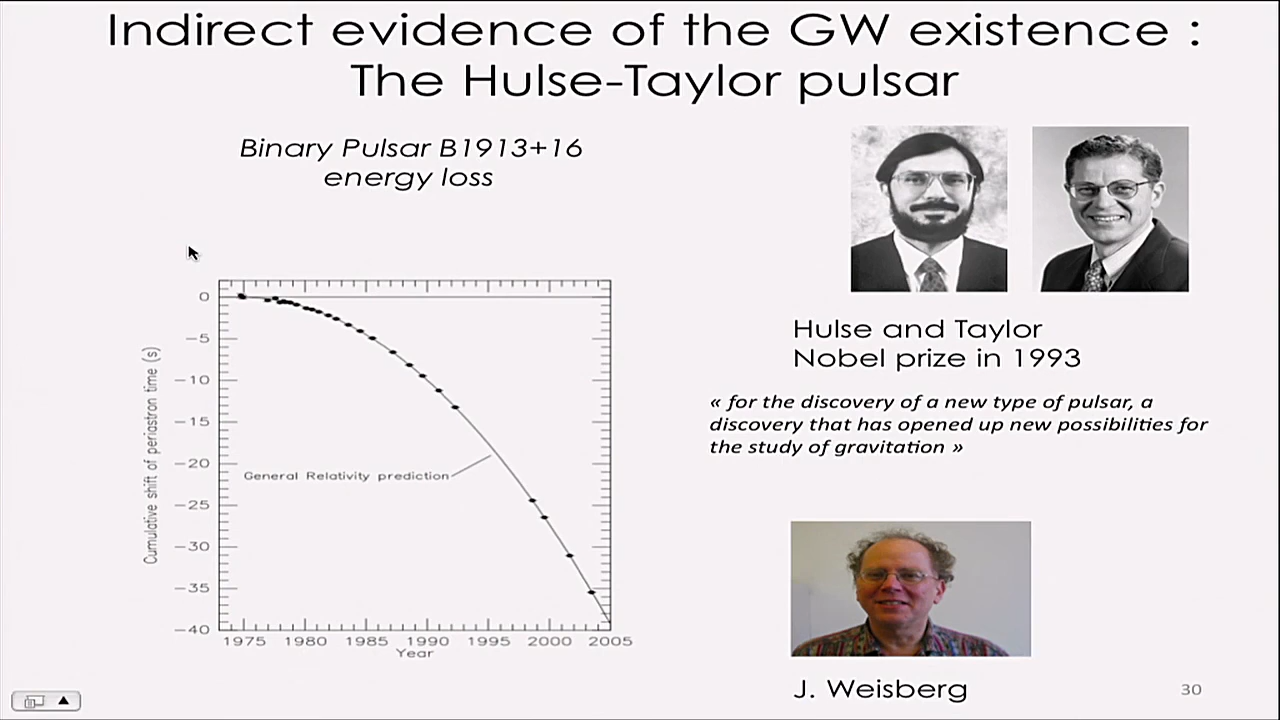 Indirect evidence of the GW existence :
The Hulse-Taylor pulsar
Binary Pulsar B1913+16
energy loss
Hulse and Taylor
Nobel prize in 1993
« for the discovery of a new type of pulsar, a
discovery that has opened up new possibilities for
the study of gravitation »
J. Weisberg
Cumulative shift of periastron time (s)
0
−5
−10
−15
−20
−25
−30
−35
−40
General Relativity prediction
1975 1980 1985 1990 1995 2000 2005
Year
30